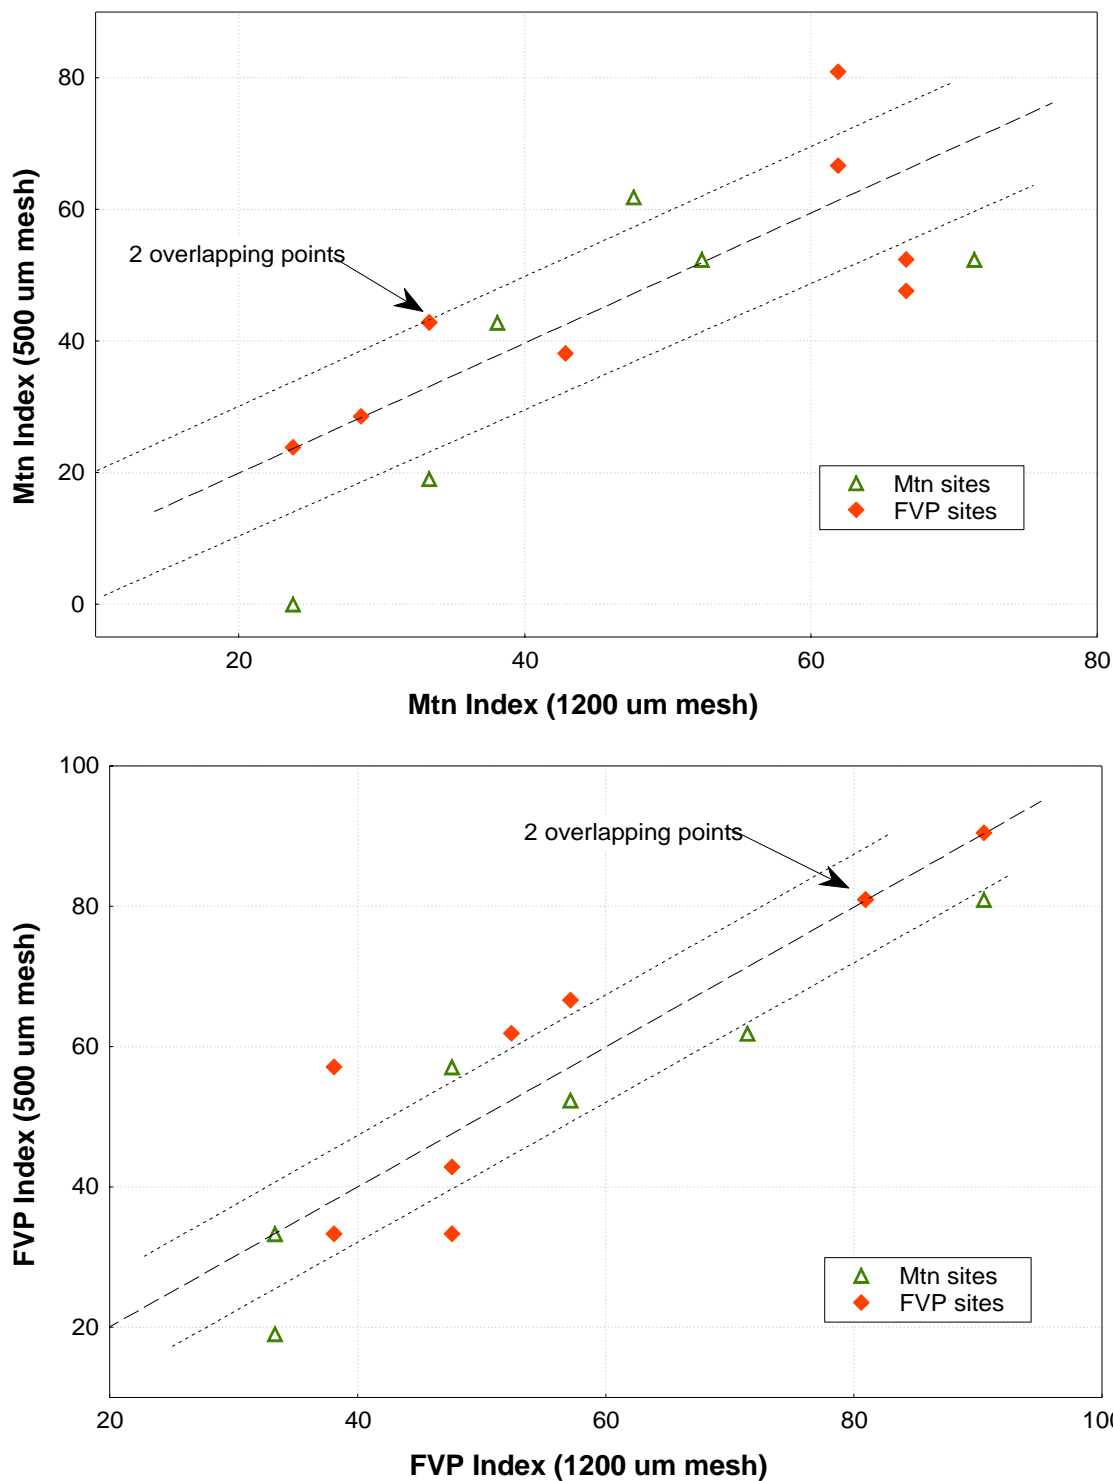 80
60
40
20
0
Mtn Index (500 um mesh)
2 overlapping points
Mtn sites
FVP sites
20
40
60
80
Mtn Index (1200 um mesh)
100
80
60
40
20
FVP Index (500 um mesh)
2 overlapping points
Mtn sites
FVP sites
20
40
60
80
100
FVP Index (1200 um mesh)